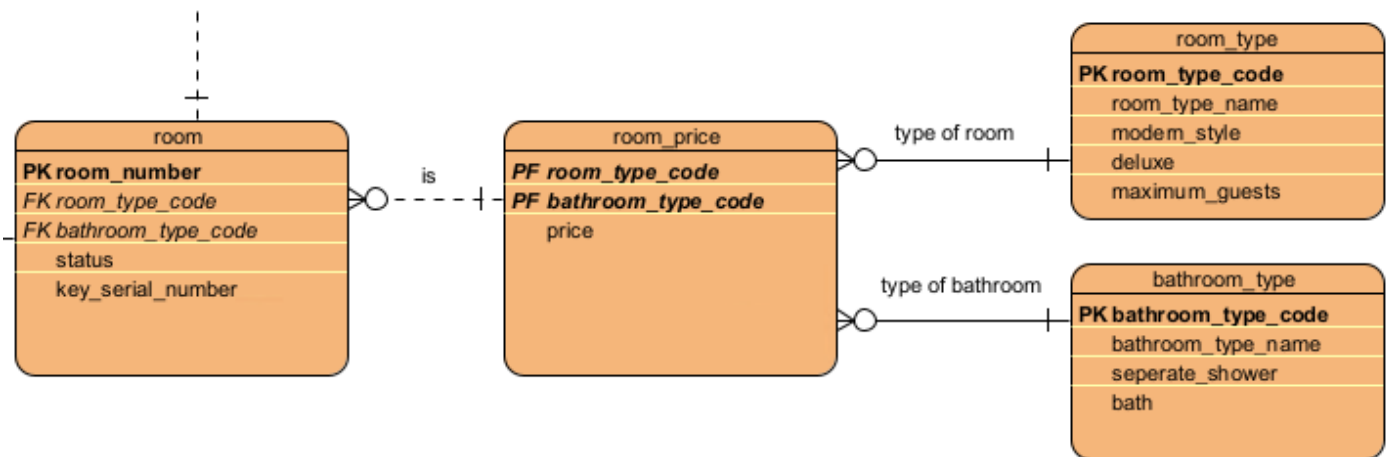 room
PK room_number
FK room_type_code
FK bathroom_type_code
status
key_serial_number
is
room_price
PF room_type_code
PF bathroom_type_code
price
type of room
type of bathroom
room_type
PK room_type_code
room_type_name
modern_style
deluxe
maximum_guests
bathroom_type
PK bathroom_type_code
bathroom_type_name
seperate_shower
bath